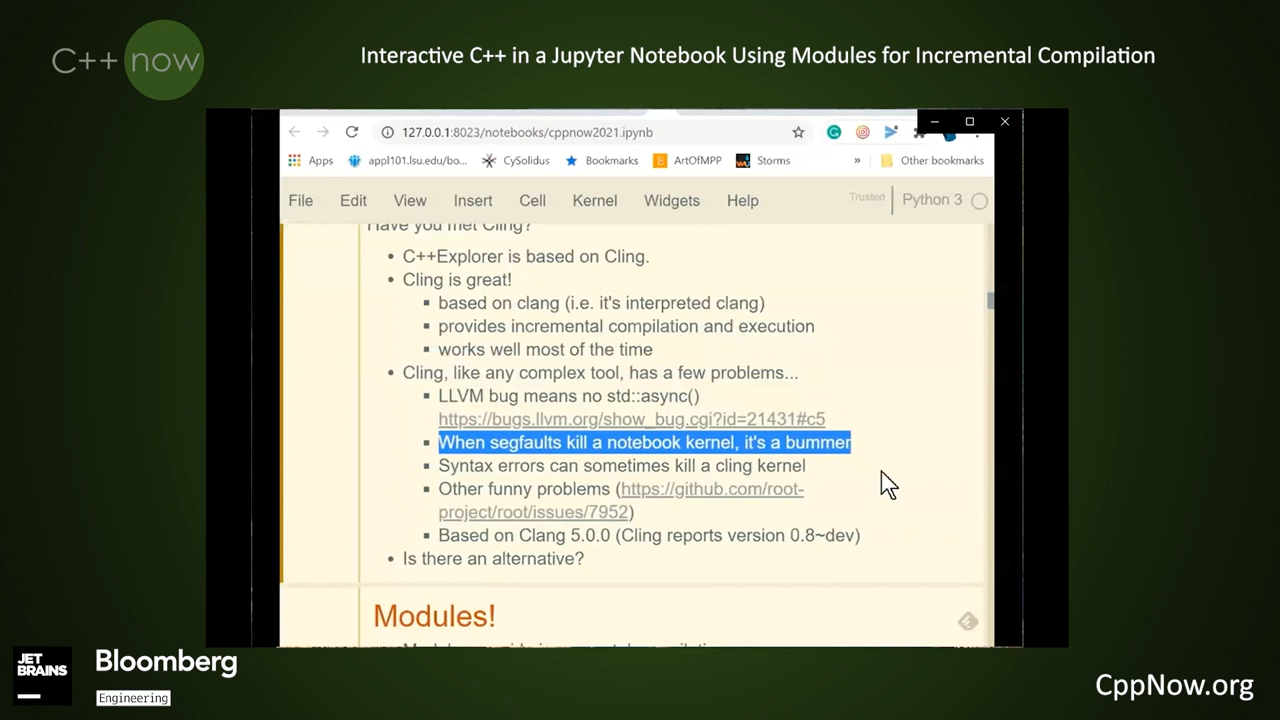 C++ now
Interactive C++ in a Jupyter Notebook Using Modules for Incremental Compilation
127.0.0.1:8023/notebooks/cppnow2021.ipynb
Apps appl101.lsu.edu/bo... CySolidus Bookmarks ArtOfMPP Storms » Other bookmarks
File Edit View Insert Cell Kernel Widgets Help Trusted Python 3
Have you met Cling?
• C++Explorer is based on Cling.
• Cling is great!
▪ based on clang (i.e. it's interpreted clang)
▪ provides incremental compilation and execution
▪ works well most of the time
• Cling, like any complex tool, has a few problems...
▪ LLVM bug means no std::async()
https://bugs.llvm.org/show_bug.cgi?id=21431#c5
▪ When segfaults kill a notebook kernel, it's a bummer
▪ Syntax errors can sometimes kill a cling kernel
▪ Other funny problems (https://github.com/root-
project/root/issues/7952)
▪ Based on Clang 5.0.0 (Cling reports version 0.8~dev)
• Is there an alternative?
Modules!
JET
BRAINS
Bloomberg
Engineering
CppNow.org